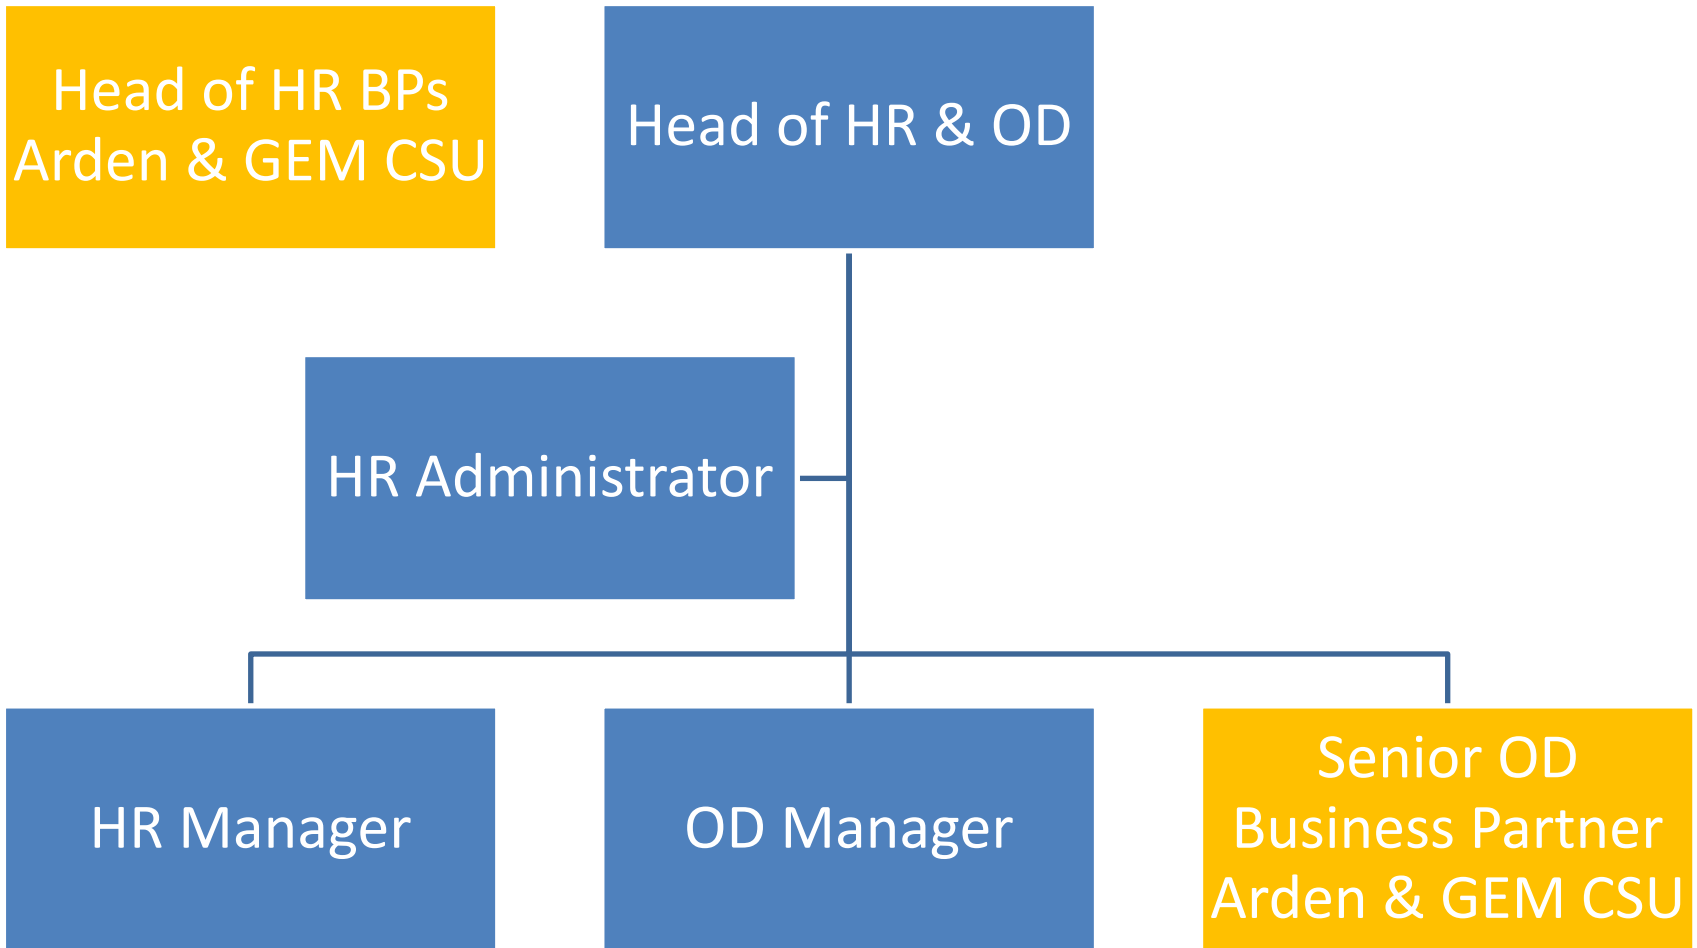 Head of HR BPs
Arden & GEM CSU
Head of HR & OD
HR Administrator
HR Manager
OD Manager
Senior OD
Business Partner
Arden & GEM CSU